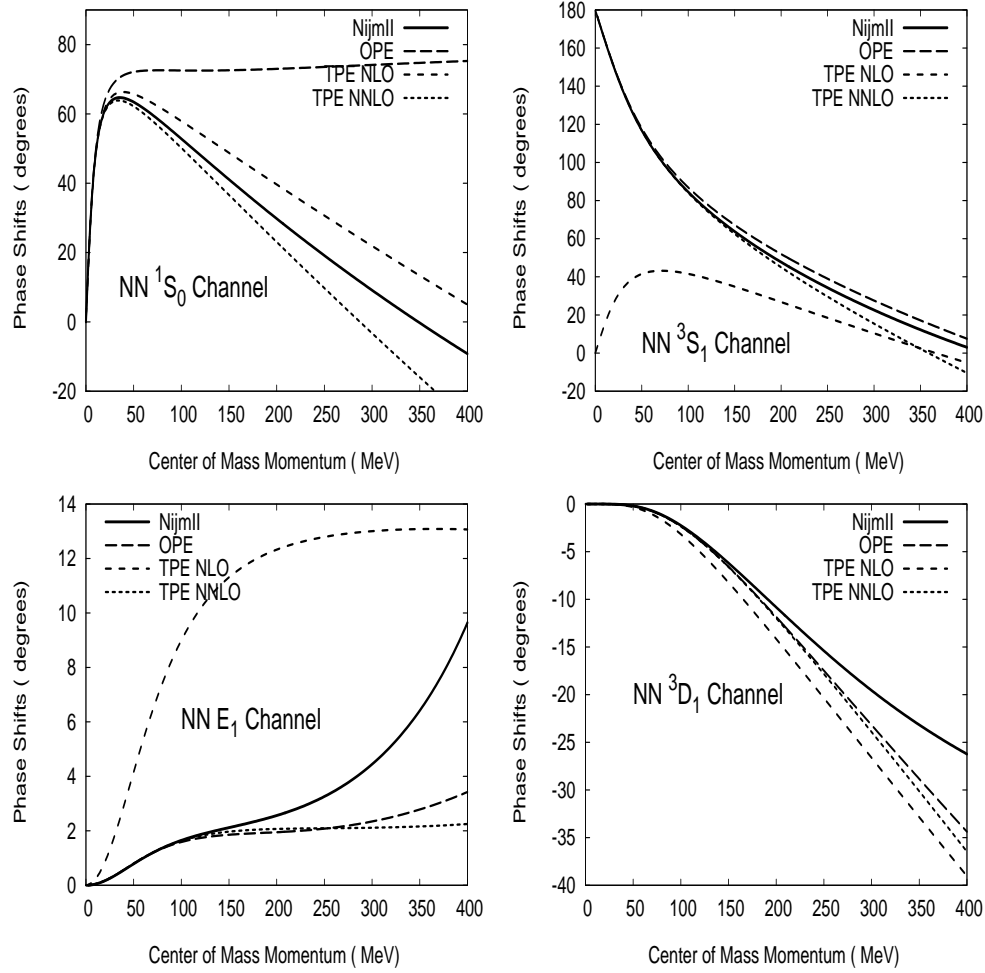 Phase Shifts ( degrees)
80
60
40
20
0
-20
NijmII
OPE
TPE NLO
TPE NNLO
NN ¹S₀ Channel
0 50 100 150 200 250 300 350 400
Center of Mass Momentum ( MeV)
Phase Shifts ( degrees)
180
160
140
120
100
80
60
40
20
0
-20
NijmII
OPE
TPE NLO
TPE NNLO
NN ³S₁ Channel
0 50 100 150 200 250 300 350 400
Center of Mass Momentum ( MeV)
Phase Shifts ( degrees)
14
12
10
8
6
4
2
0
NijmII
OPE
TPE NLO
TPE NNLO
NN E₁ Channel
0 50 100 150 200 250 300 350 400
Center of Mass Momentum ( MeV)
Phase Shifts ( degrees)
0
-5
-10
-15
-20
-25
-30
-35
-40
NijmII
OPE
TPE NLO
TPE NNLO
NN ³D₁ Channel
0 50 100 150 200 250 300 350 400
Center of Mass Momentum ( MeV)